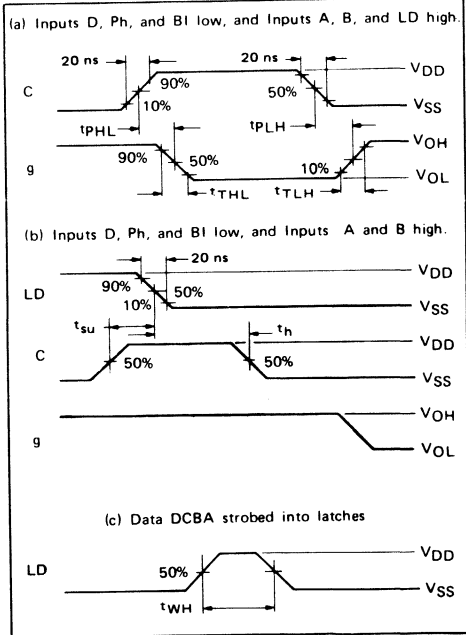 (a) Inputs D, Ph, and BI low, and Inputs A, B, and LD high.
20 ns
20 ns
90%
VDD
C
10%
50%
VSS
tPHL
tPLH
VOH
g
90%
50%
10%
VOL
tTHL
tTLH
(b) Inputs D, Ph, and BI low, and Inputs A and B high.
20 ns
VDD
LD
90%
50%
10%
VSS
tsu
th
VDD
C
50%
50%
VSS
VOH
g
VOL
(c) Data DCBA strobed into latches
VDD
LD
50%
VSS
tWH